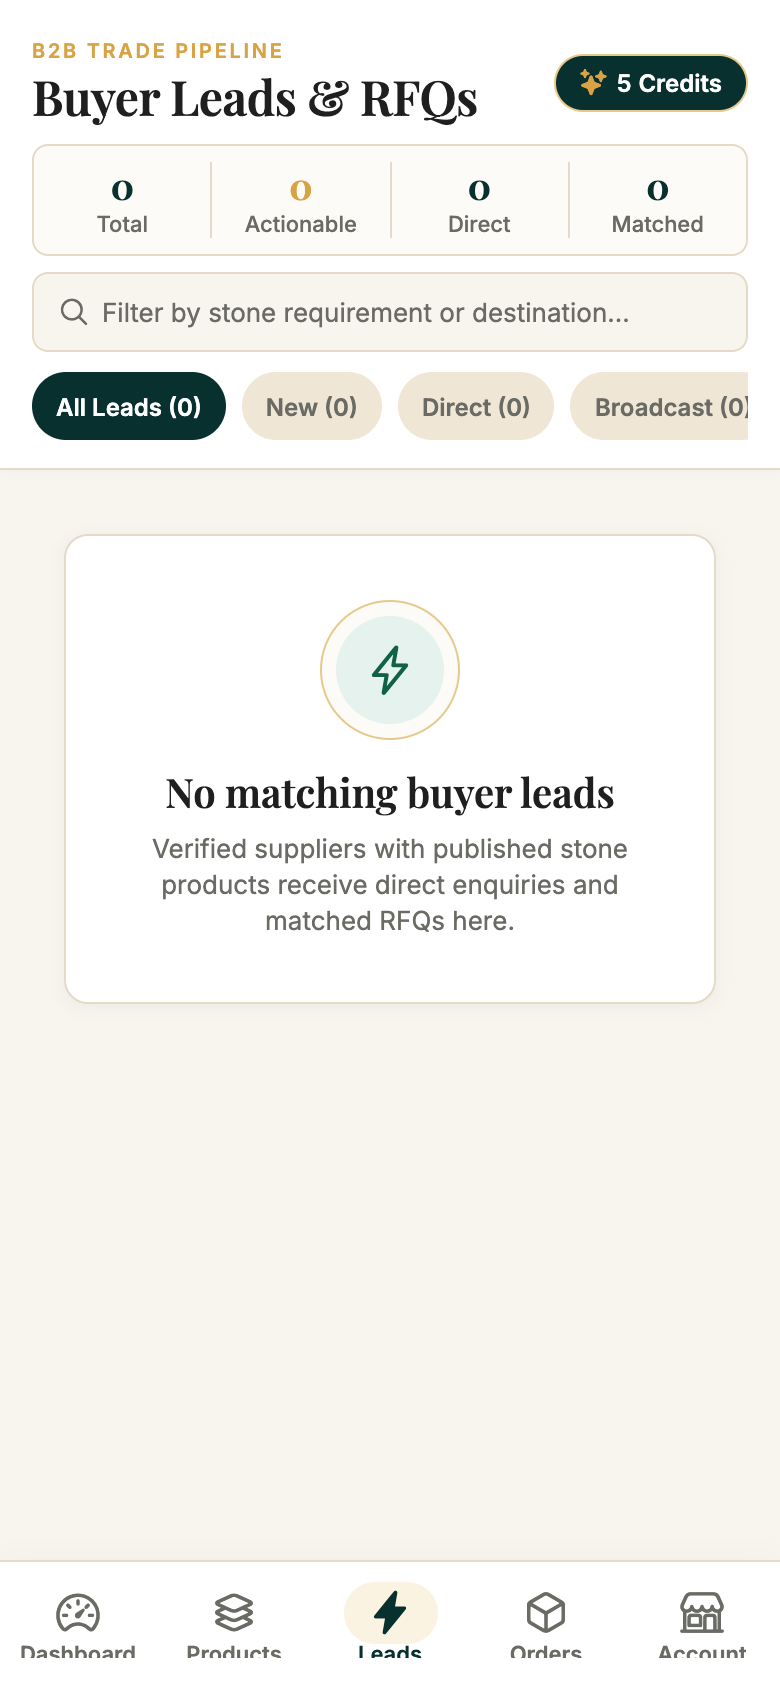 B2B TRADE PIPELINE
Buyer Leads & RFQs
5 Credits
0 0 0 0
Total Actionable Direct Matched
Filter by stone requirement or destination...
All Leads (0) New (0) Direct (0) Broadcast (0)
No matching buyer leads
Verified suppliers with published stone
products receive direct enquiries and
matched RFQs here.
Dashboard Products Leads Orders Account